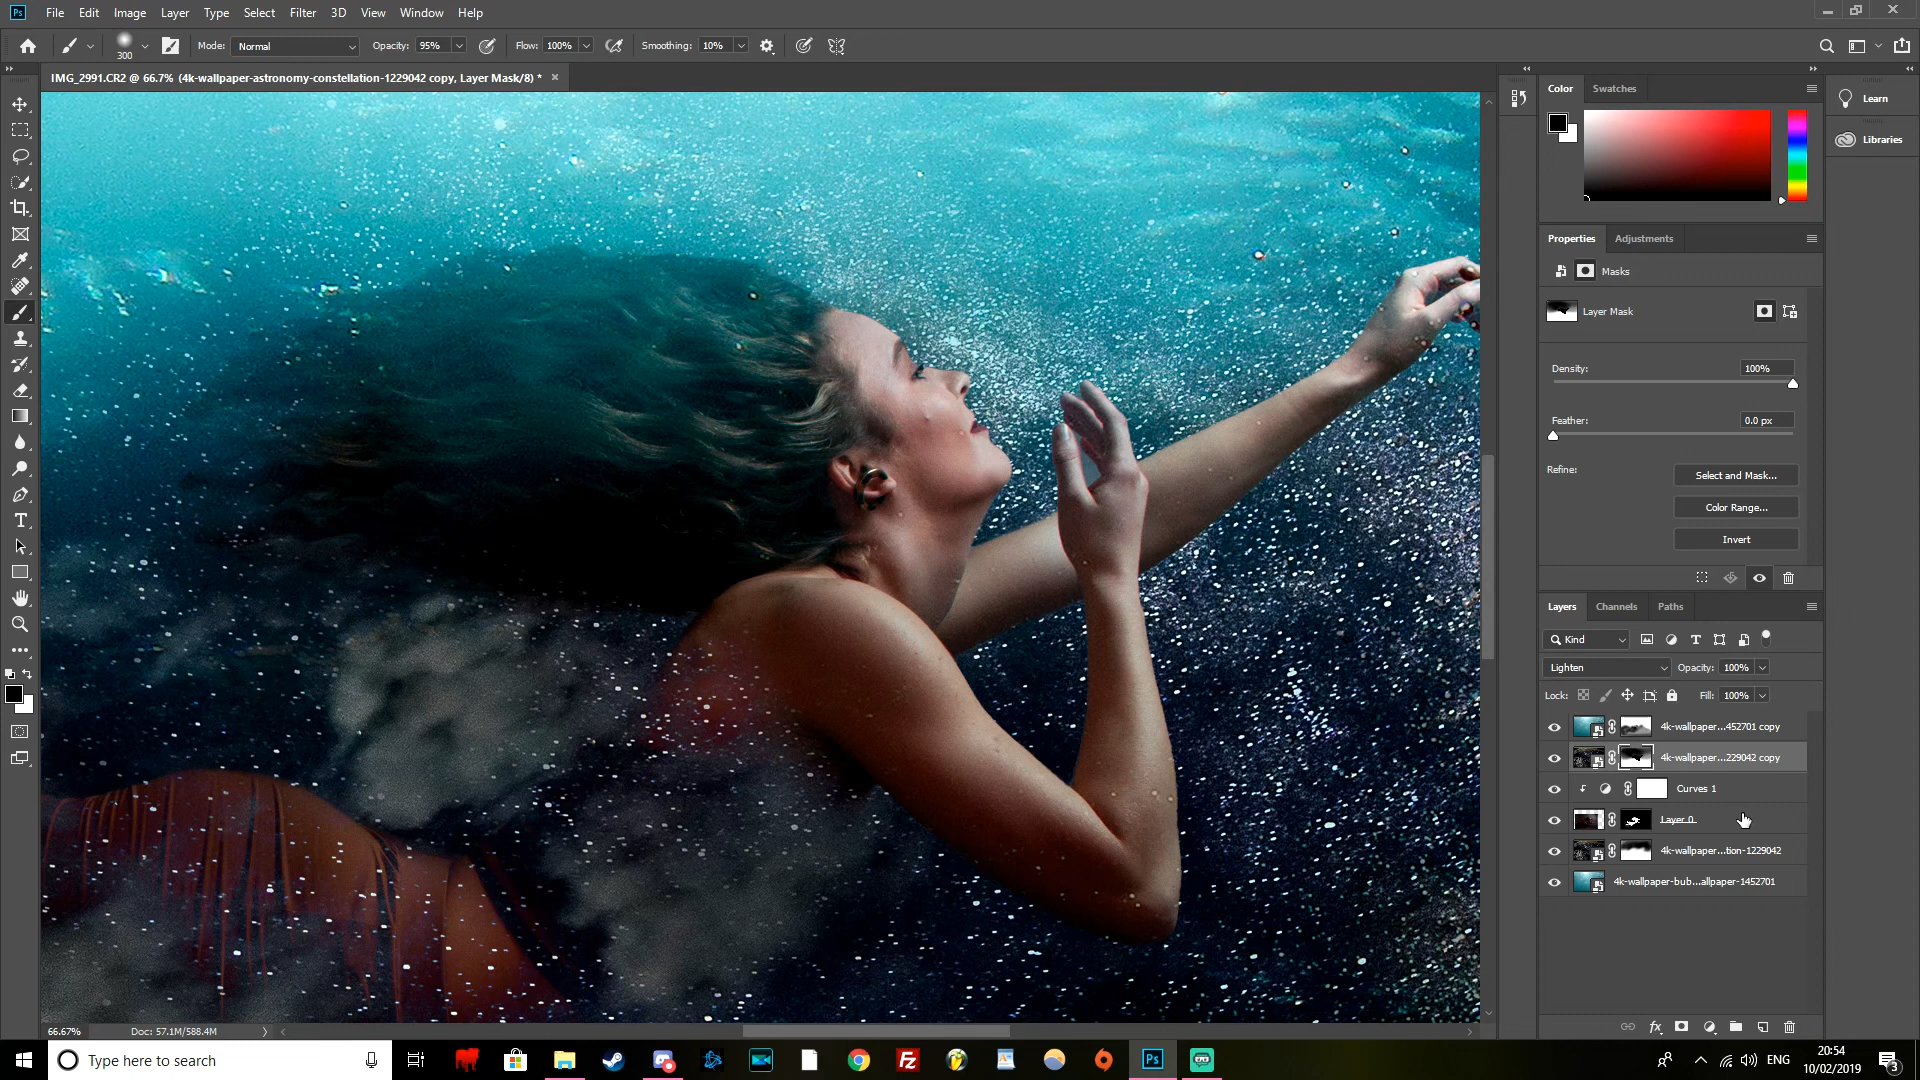 Ps File Edit Image Layer Type Select Filter 3D View Window Help
300 Mode: Normal Opacity: 95% Flow: 100% Smoothing: 10%
IMG_2991.CR2 @ 66.7% (4k-wallpaper-astronomy-constellation-1229042 copy, Layer Mask/8) * ×
Color Swatches
Learn
Libraries
Properties Adjustments
Masks
Layer Mask
Density: 100%
Feather: 0.0 px
Refine:
Select and Mask...
Color Range...
Invert
Layers Channels Paths
Kind
Lighten Opacity: 100%
Lock: Fill: 100%
4k-wallpaper...452701 copy
4k-wallpaper...229042 copy
Curves 1
Layer 0
4k-wallpaper...tion-1229042
4k-wallpaper-bub...allpaper-1452701
fx
66.67% Doc: 57.1M/588.4M
Type here to search
Fz
Ps
ENG
20:54
10/02/2019
3